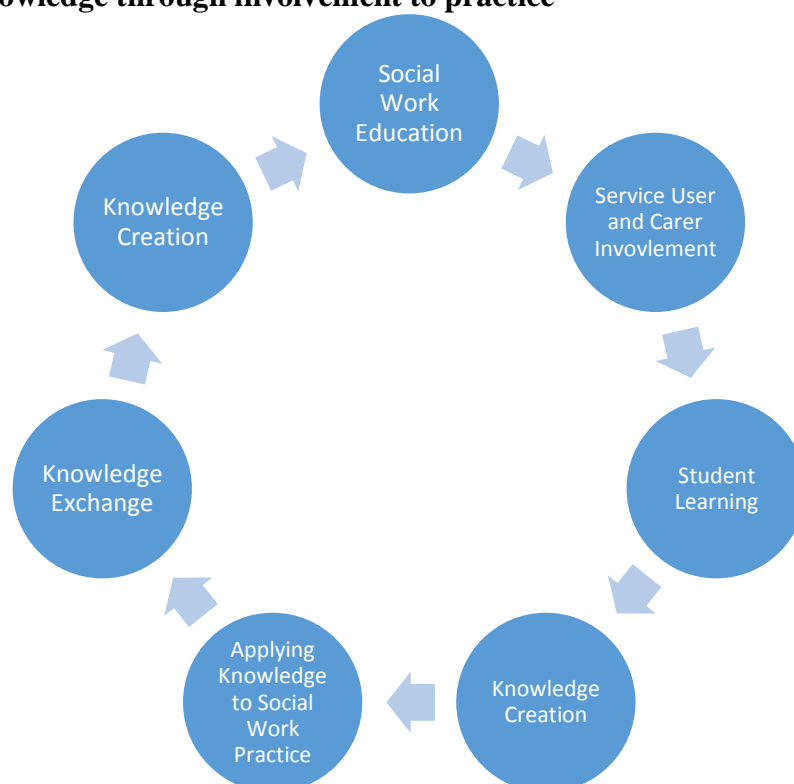 owledge through involvement to practice
Social
Work
Education
Service User
and Carer
Invovlement
Student
Learning
Knowledge
Creation
Applying
Knowledge
to Social
Work
Practice
Knowledge
Exchange
Knowledge
Creation